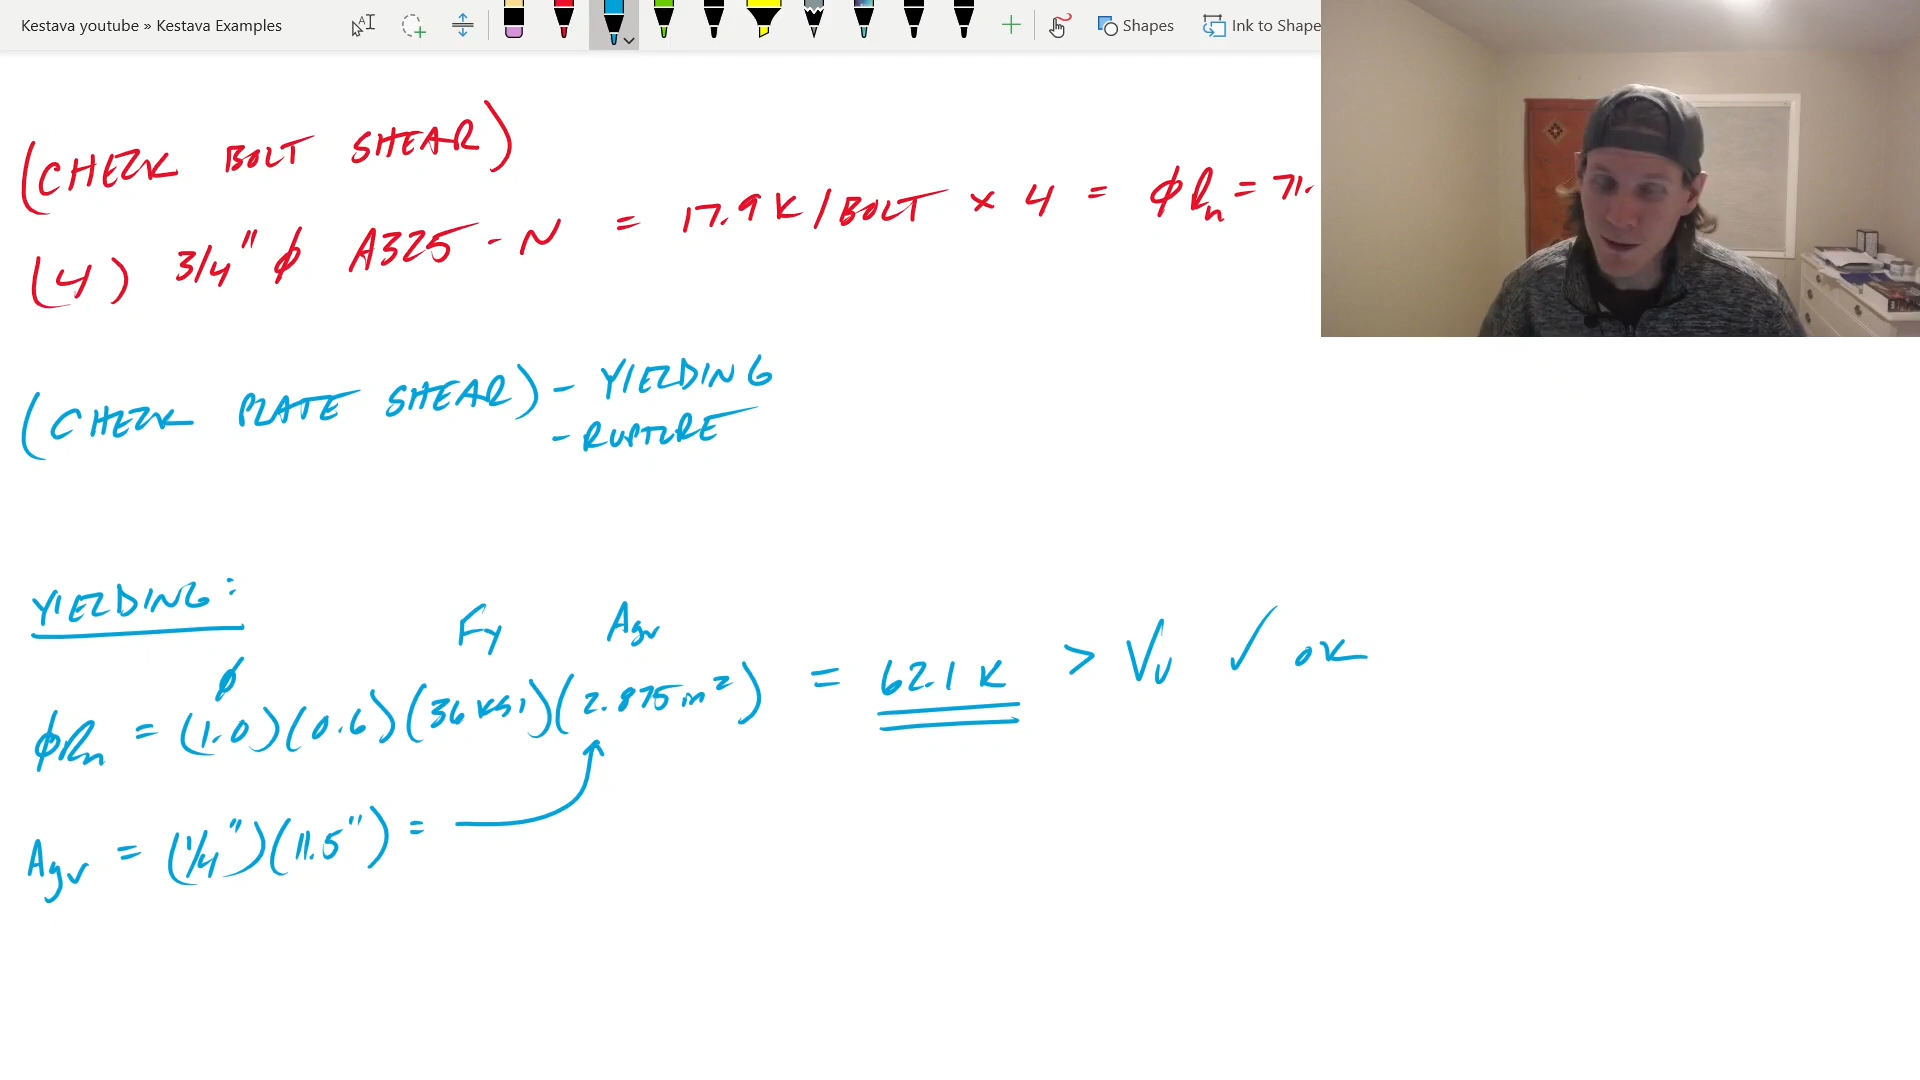 Kestava youtube » Kestava Examples
Shapes
Ink to Shape
(CHECK BOLT SHEAR)
(4) 3/4" ϕ A325-N = 17.9 K/BOLT × 4 = ϕRn = 71.
(CHECK PLATE SHEAR) - YIELDING
- RUPTURE
YIELDING:
ϕ Fy Agv
ϕRn = (1.0)(0.6)(36 KSI)(2.875 in²) = 62.1 K > Vu ✓ OK
Agv = (1/4")(11.5") =